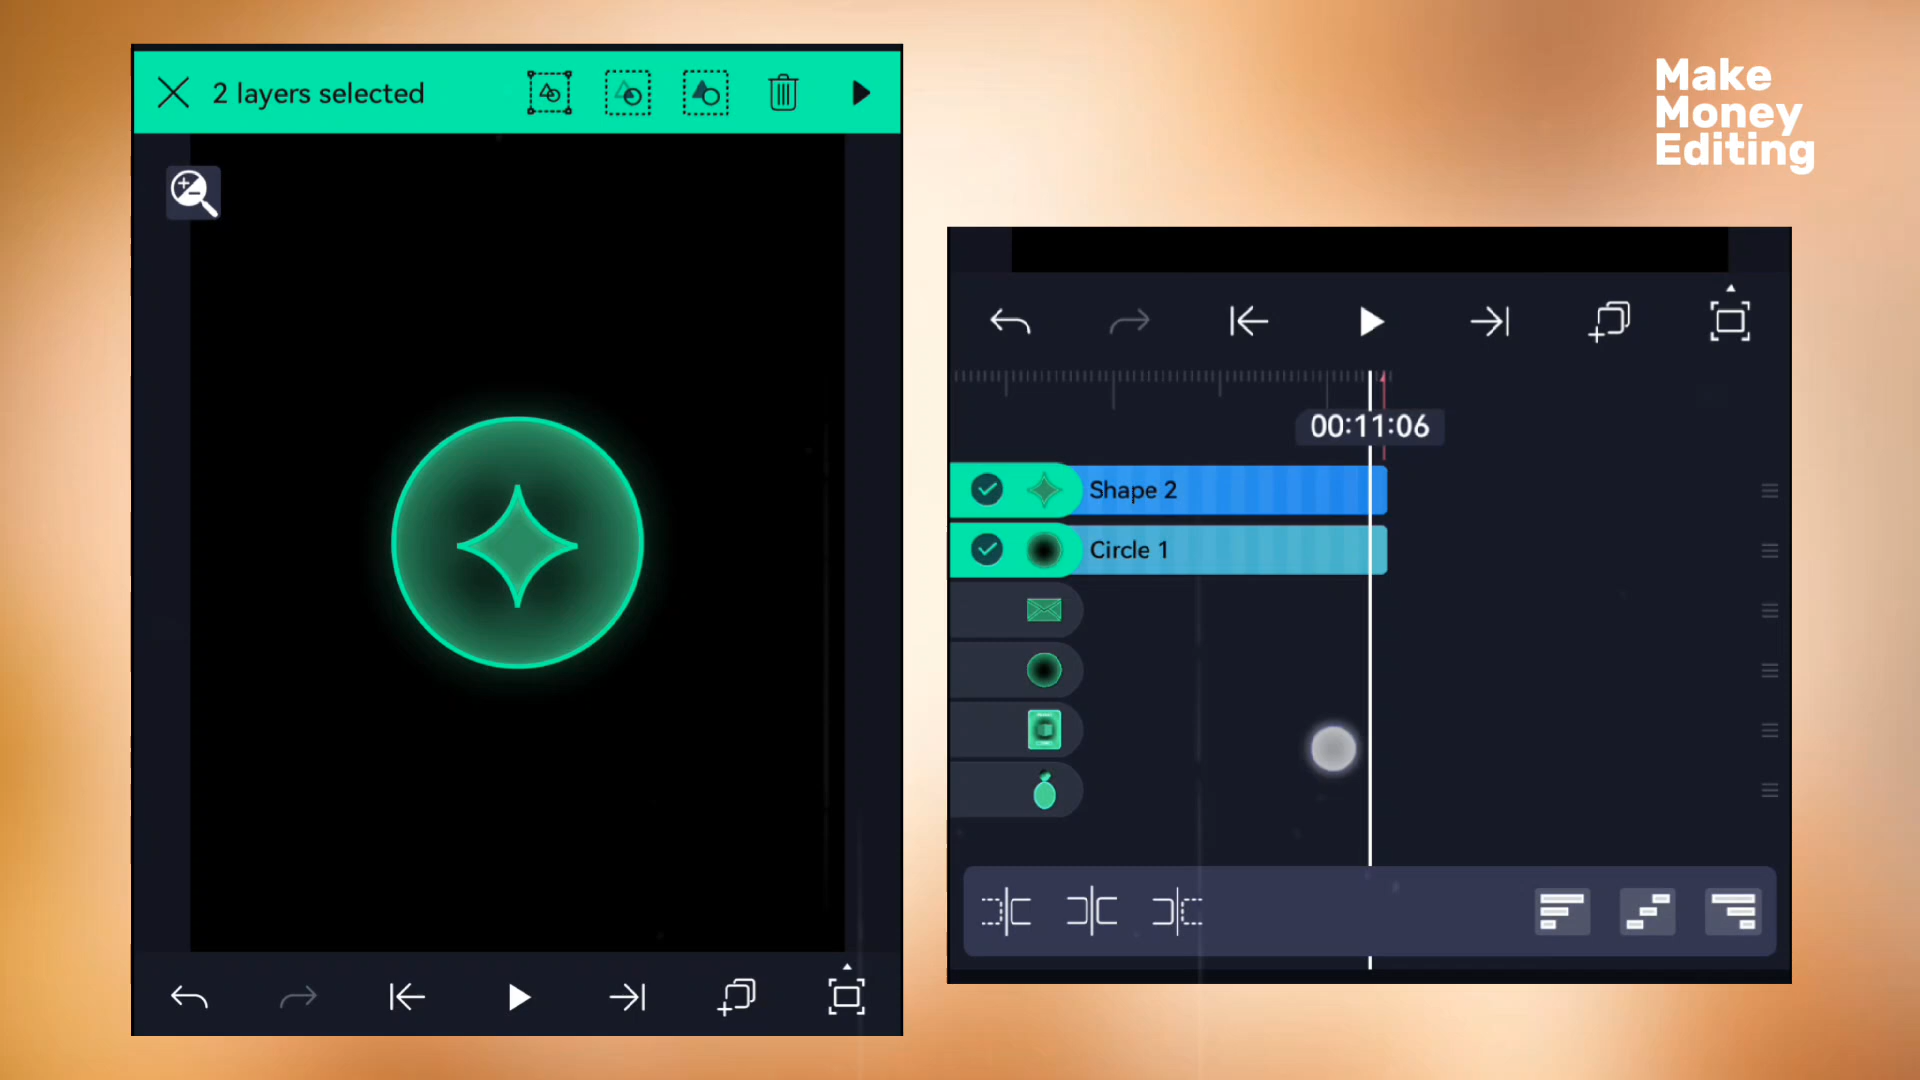 2 layers selected
Make
Money
Editing
00:11:06
Shape 2
Circle 1